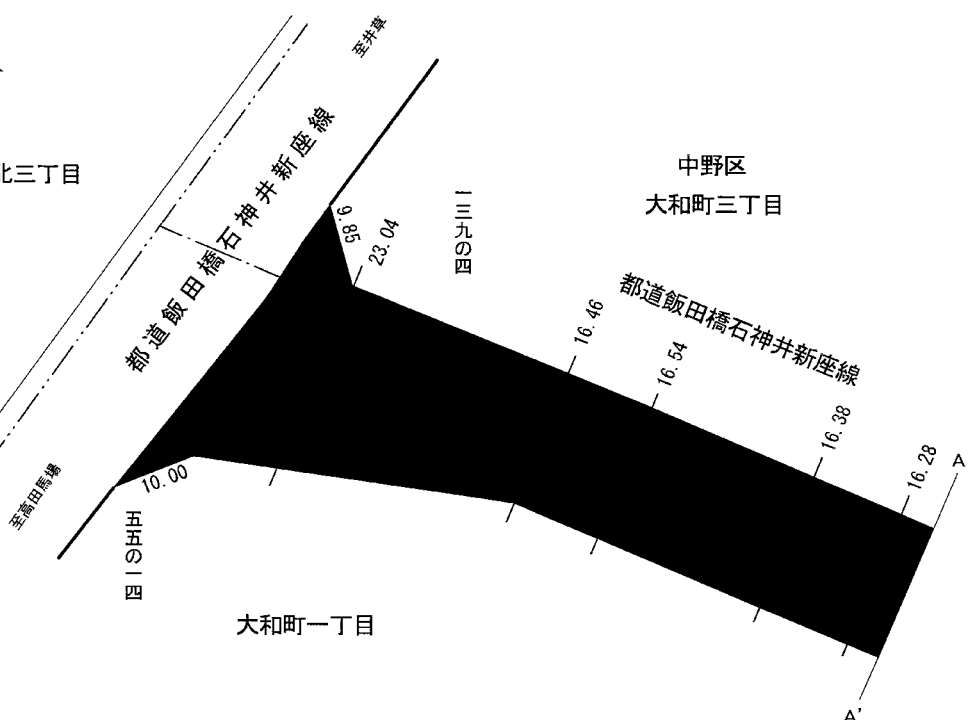 至井草
都道飯田橋石神井新座線
北三丁目
中野区
大和町三丁目
一三九の四
9.85
23.04
都道飯田橋石神井新座線
16.46
16.54
16.38
16.28
A
至高田馬場
10.00
五五の一四
大和町一丁目
A'